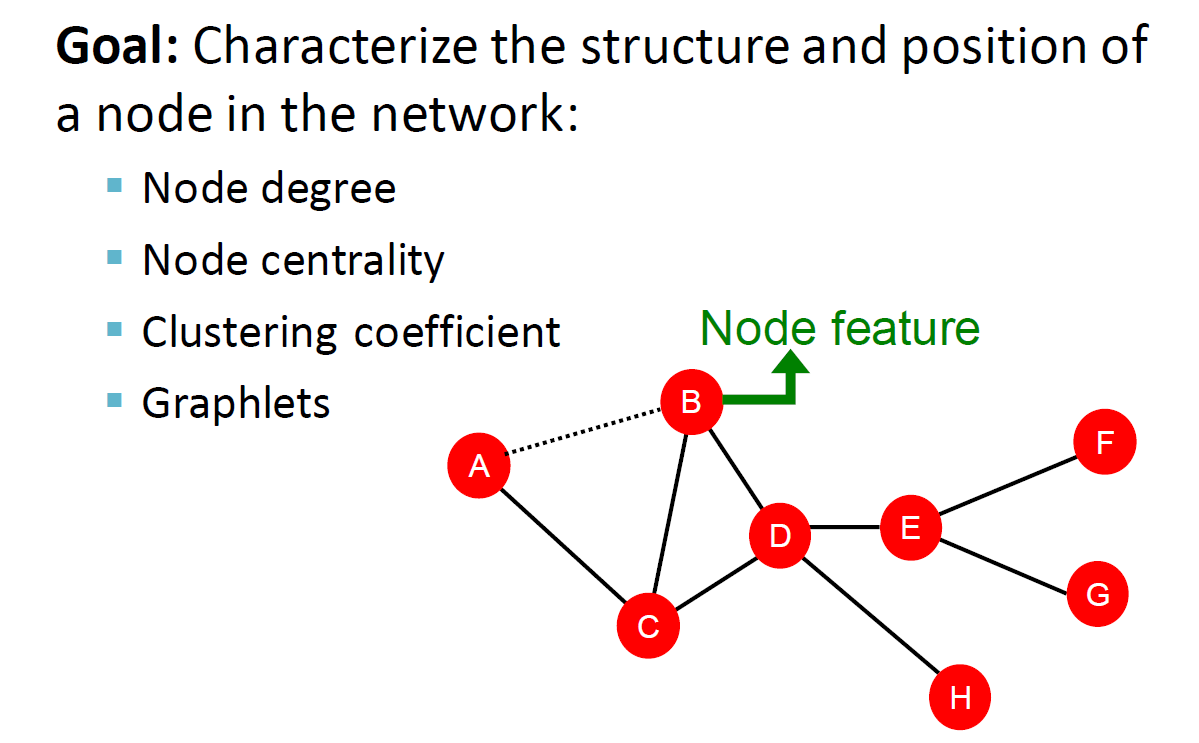 Goal: Characterize the structure and position of
a node in the network:
Node degree
Node centrality
Clustering coefficient
Graphlets
Node feature
B
A
F
D
E
G
C
H